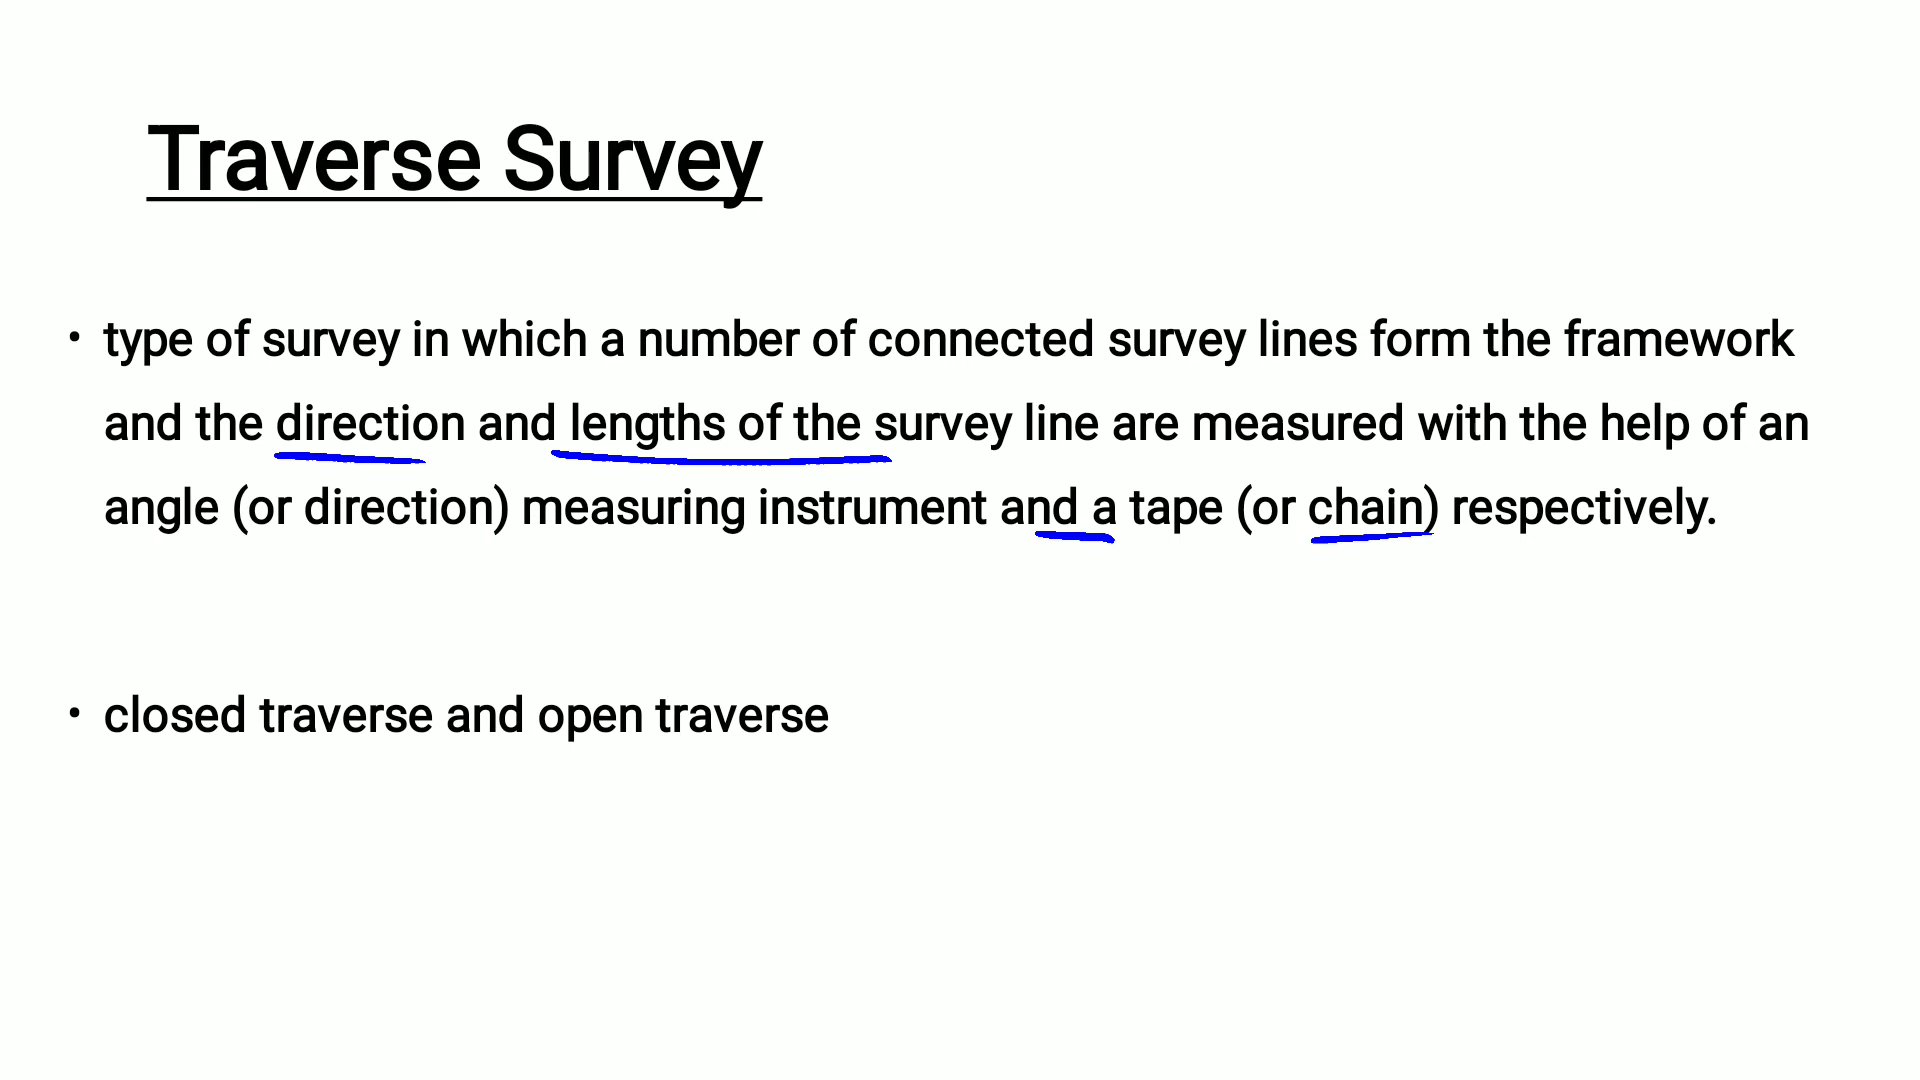 Traverse Survey
• type of survey in which a number of connected survey lines form the framework
and the direction and lengths of the survey line are measured with the help of an
angle (or direction) measuring instrument and a tape (or chain) respectively.
• closed traverse and open traverse